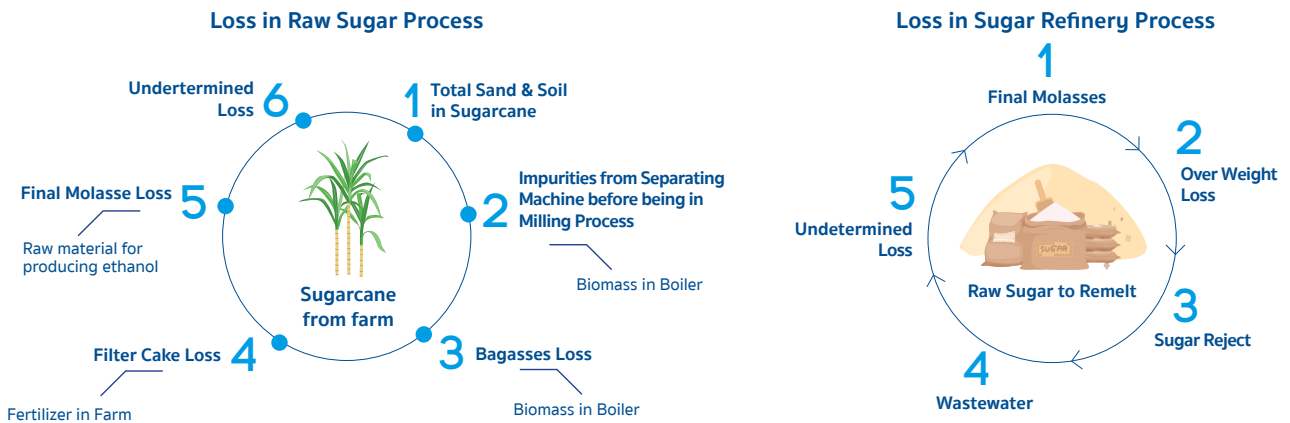 Loss in Raw Sugar Process
1
Total Sand & Soil
in Sugarcane
2
Impurities from Separating
Machine before being in
Milling Process
Biomass in Boiler
3
Bagasses Loss
Biomass in Boiler
4
Filter Cake Loss
Fertilizer in Farm
5
Final Molasse Loss
Raw material for
producing ethanol
6
Undertermined
Loss
Sugarcane
from farm
Loss in Sugar Refinery Process
1
Final Molasses
2
Over Weight
Loss
3
Sugar Reject
4
Wastewater
5
Undetermined
Loss
SUGAR
Raw Sugar to Remelt